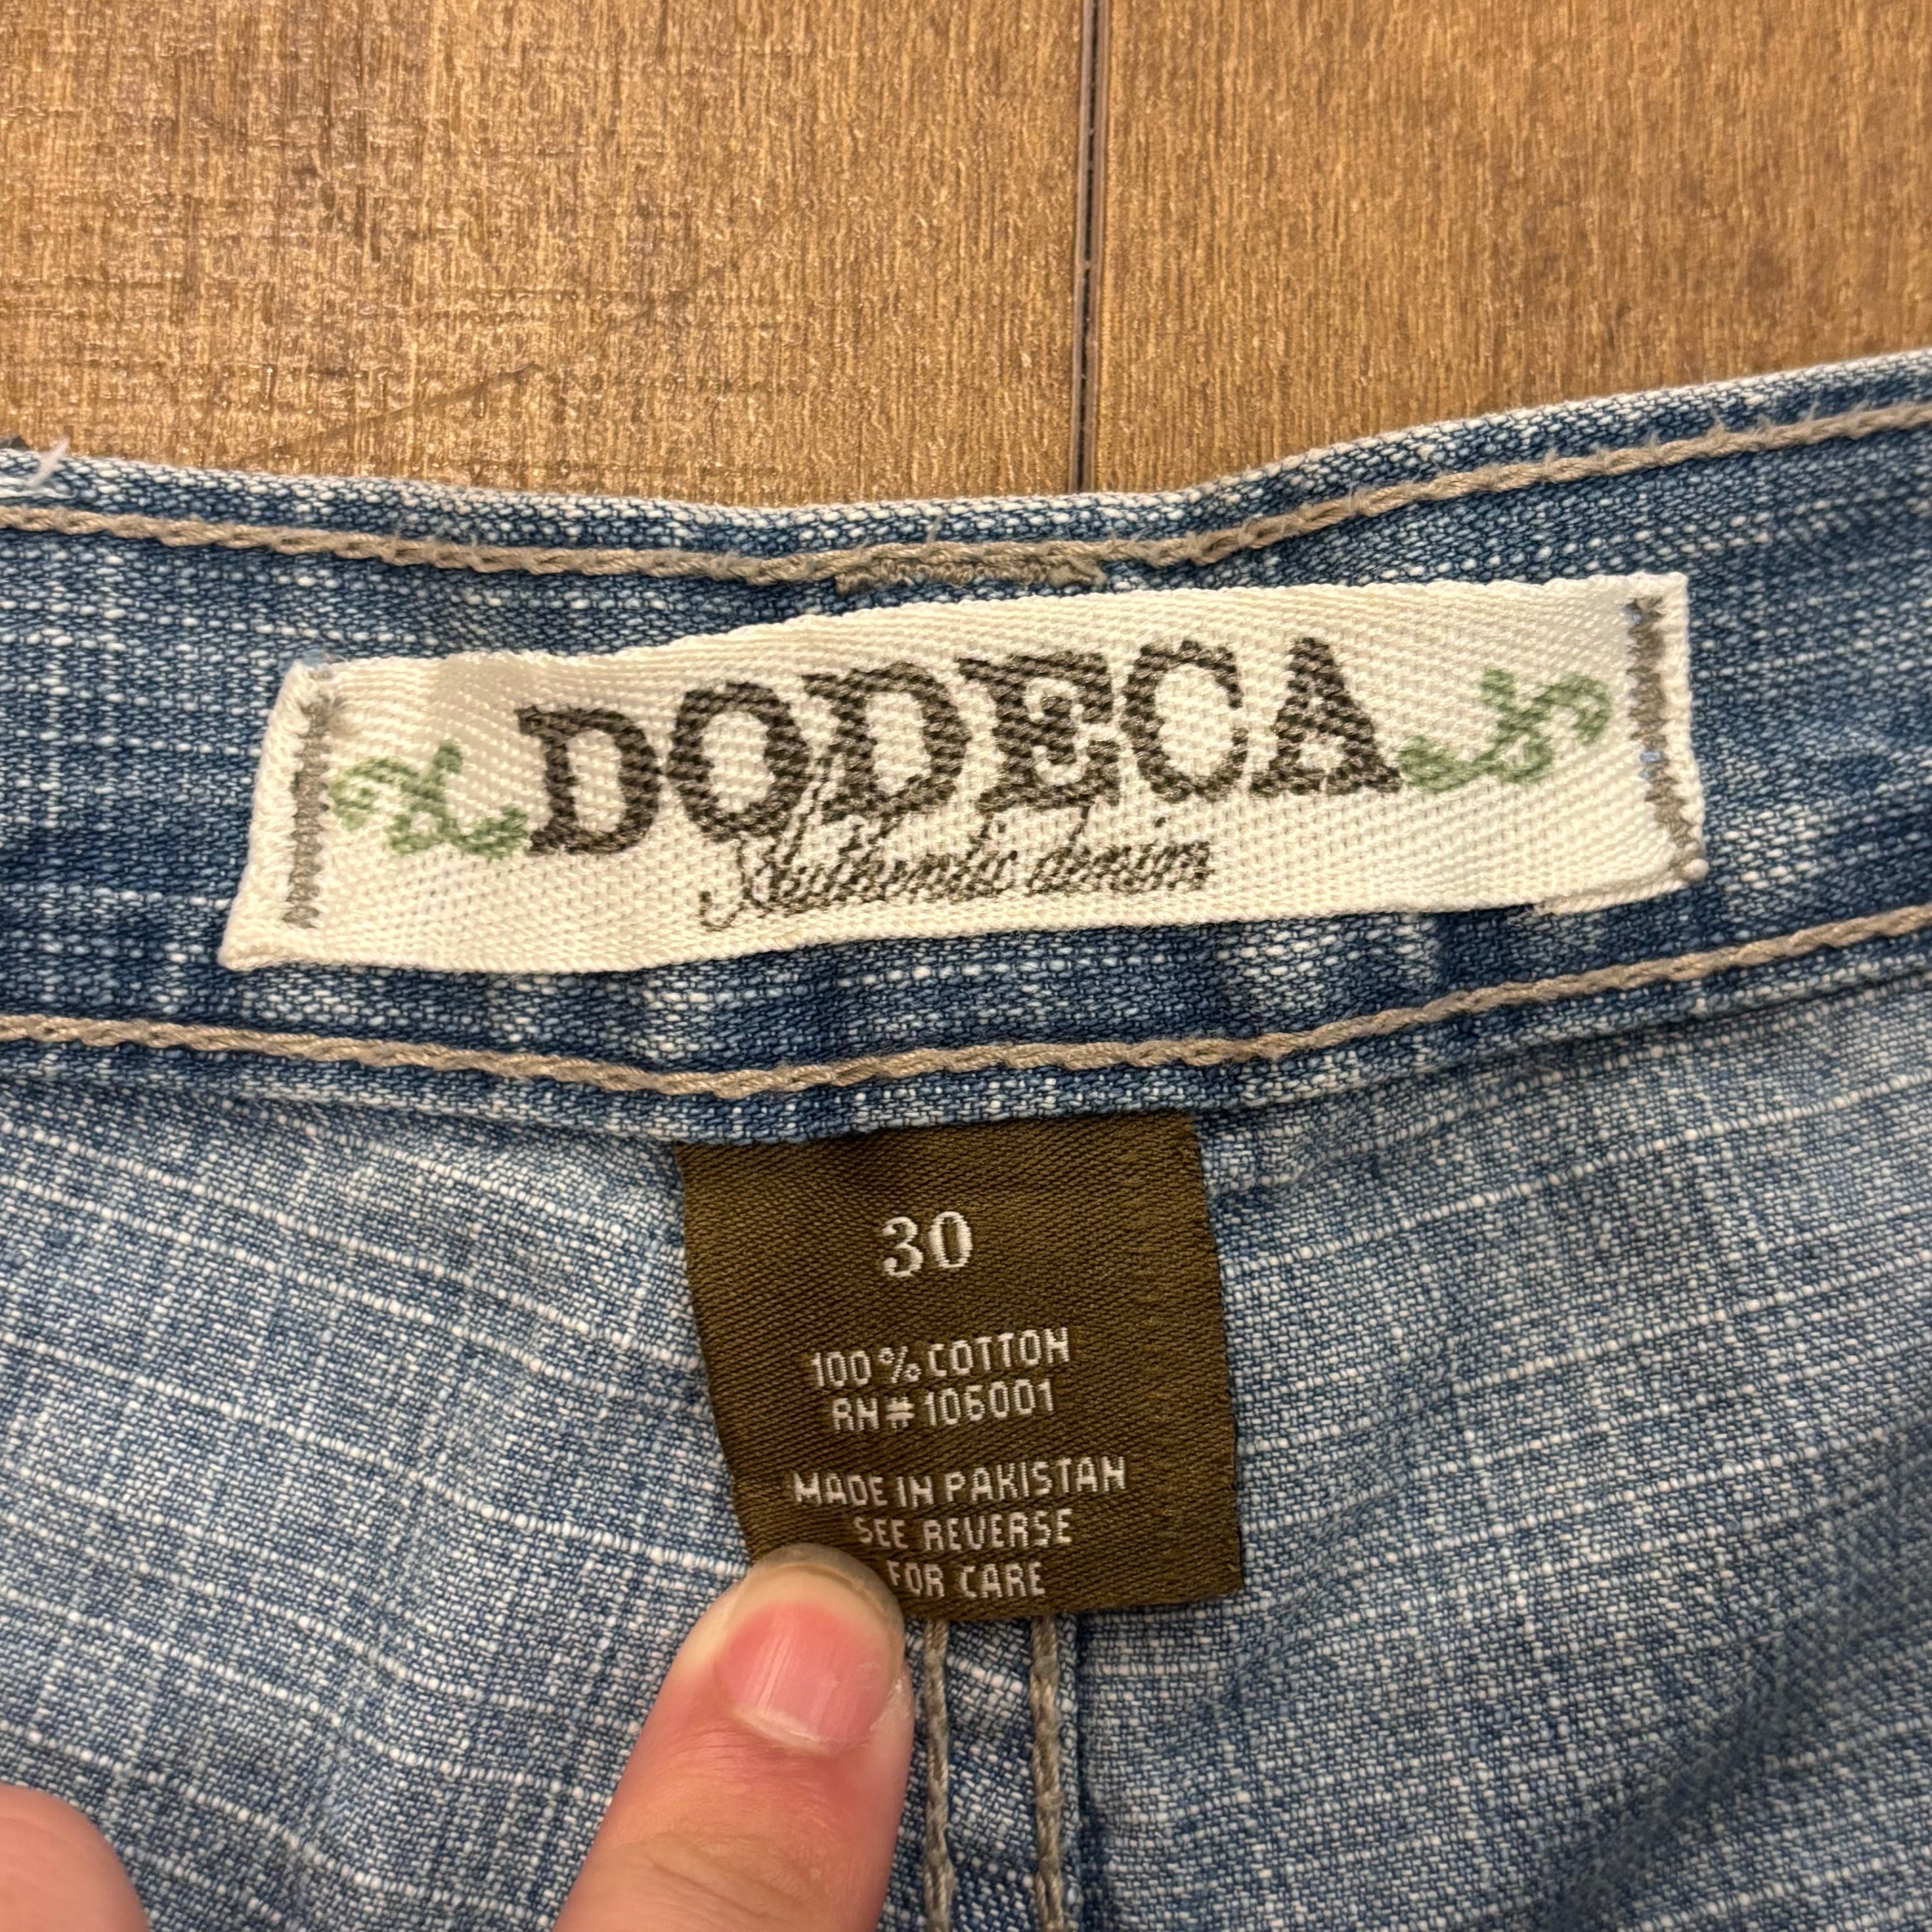 DODECA
Authentic denim
30
100% COTTON
RN# 106001
MADE IN PAKISTAN
SEE REVERSE
FOR CARE